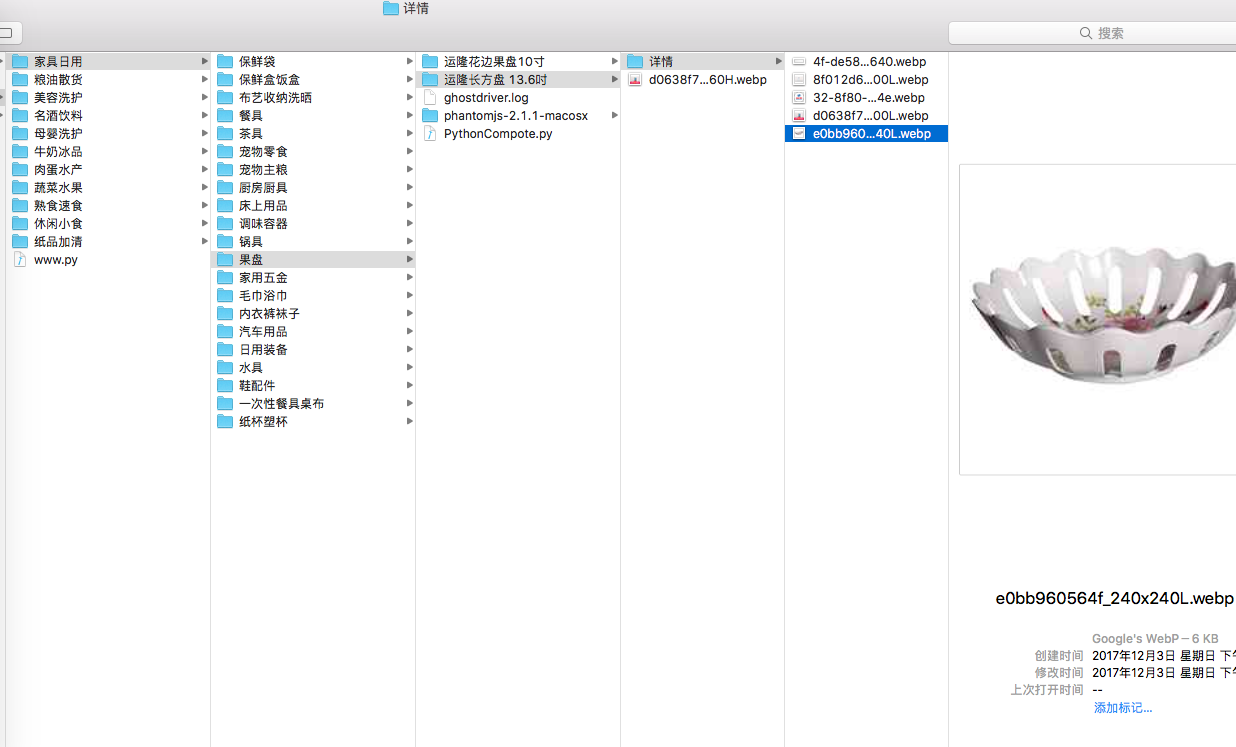 详情
搜索
家具日用
粮油散货
美容洗护
名酒饮料
母婴洗护
牛奶冰品
肉蛋水产
蔬菜水果
熟食速食
休闲小食
纸品加清
www.py
保鲜袋
保鲜盒饭盒
布艺收纳洗晒
餐具
茶具
宠物零食
宠物主粮
厨房厨具
床上用品
调味容器
锅具
果盘
家用五金
毛巾浴巾
内衣裤袜子
汽车用品
日用装备
水具
鞋配件
一次性餐具桌布
纸杯塑杯
运隆花边果盘10寸
运隆长方盘 13.6吋
ghostdriver.log
phantomjs-2.1.1-macosx
PythonCompote.py
详情
d0638f7...60H.webp
4f-de58...640.webp
8f012d6...00L.webp
32-8f80-...4e.webp
d0638f7...00L.webp
e0bb960...40L.webp
e0bb960564f_240x240L.webp
Google's WebP – 6 KB
创建时间 2017年12月3日 星期日 下午
修改时间 2017年12月3日 星期日 下午
上次打开时间 --
添加标记...